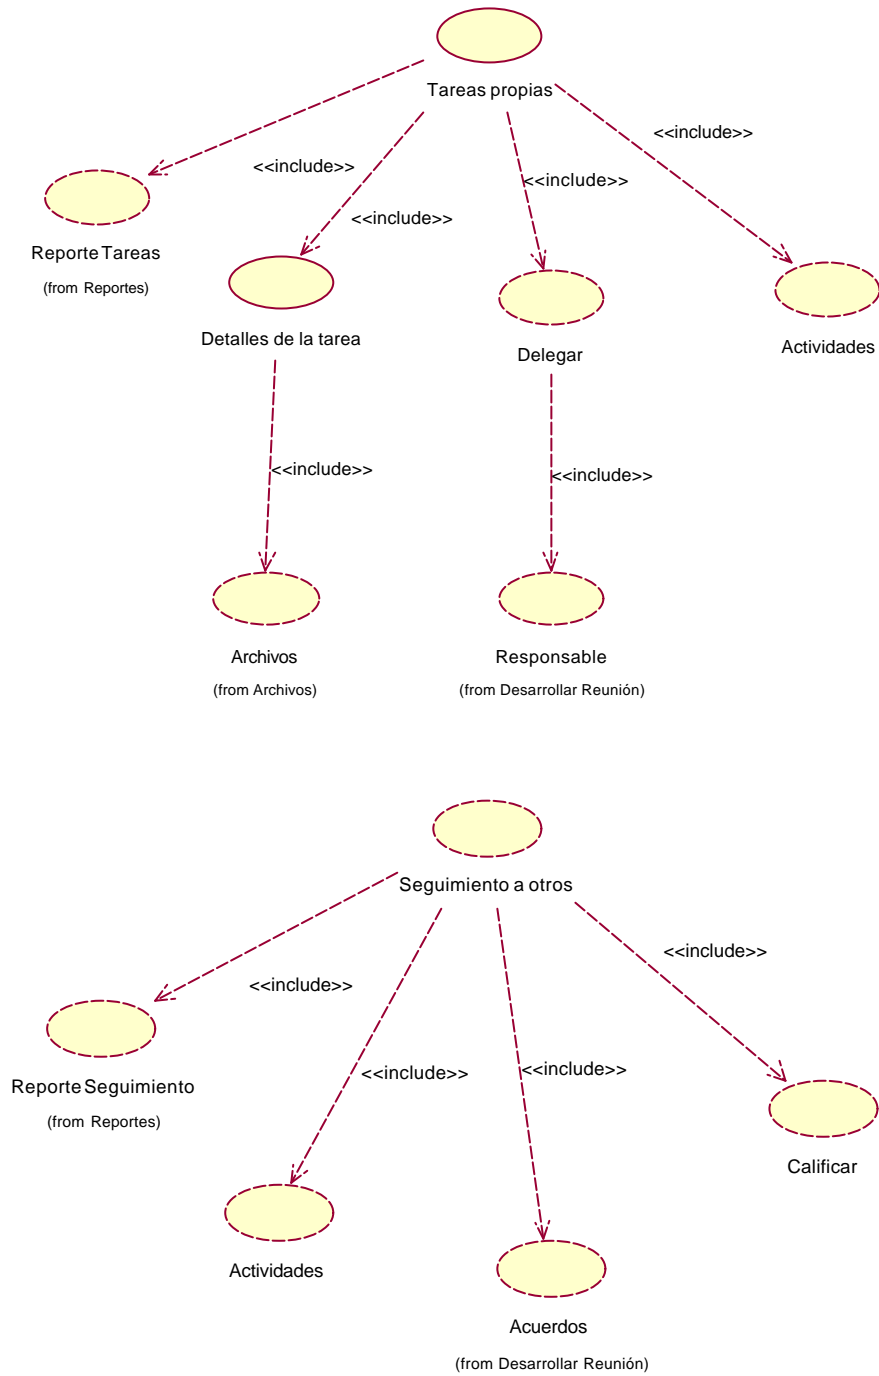 Tareas propias
<<include>>
<<include>>
<<include>>
<<include>>
Reporte Tareas
(from Reportes)
Detalles de la tarea
Delegar
Actividades
<<include>>
<<include>>
Archivos
(from Archivos)
Responsable
(from Desarrollar Reunión)
Seguimiento a otros
<<include>>
<<include>>
<<include>>
<<include>>
Reporte Seguimiento
(from Reportes)
Calificar
Actividades
Acuerdos
(from Desarrollar Reunión)